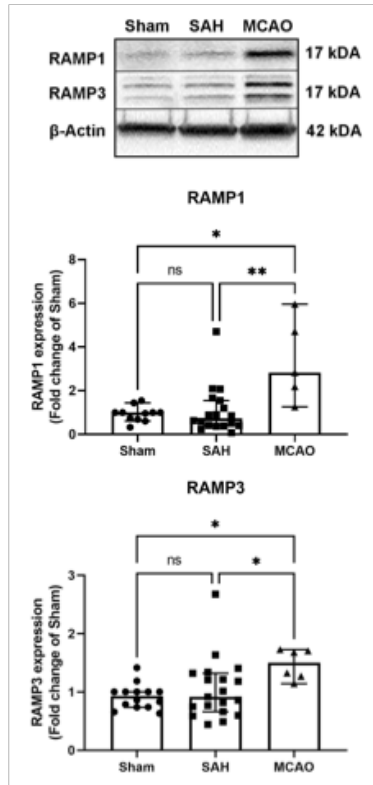 Sham SAH MCAO
RAMP1 17 kDA
RAMP3 17 kDA
β-Actin 42 kDA
RAMP1
*
ns **
RAMP1 expression
(Fold change of Sham)
8
6
4
2
0
Sham SAH MCAO
RAMP3
*
ns *
RAMP3 expression
(Fold change of Sham)
3
2
1
0
Sham SAH MCAO